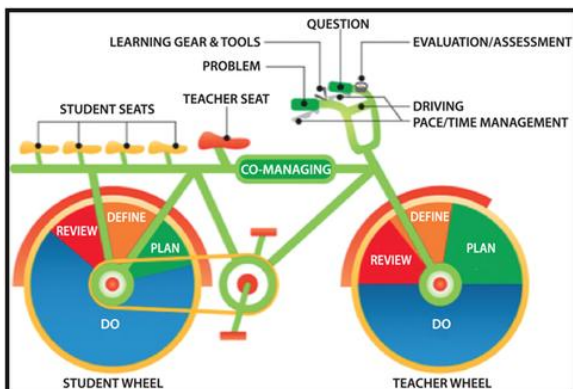 QUESTION
LEARNING GEAR & TOOLS
EVALUATION/ASSESSMENT
PROBLEM
STUDENT SEATS
TEACHER SEAT
DRIVING
PACE/TIME MANAGEMENT
CO-MANAGING
REVIEW
DEFINE
PLAN
DO
REVIEW
DEFINE
PLAN
DO
STUDENT WHEEL
TEACHER WHEEL